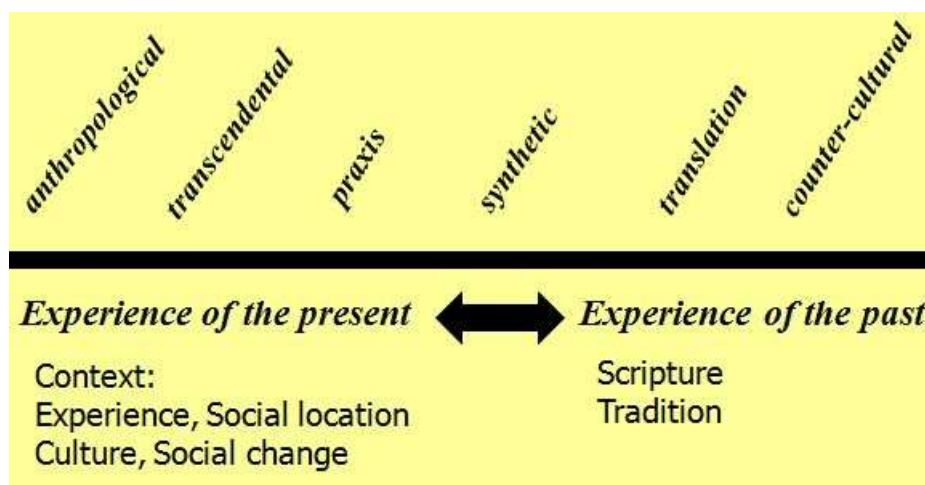 anthropological
transcendental
praxis
synthetic
translation
counter-cultural
Experience of the present
Experience of the past
Context:
Experience, Social location
Culture, Social change
Scripture
Tradition